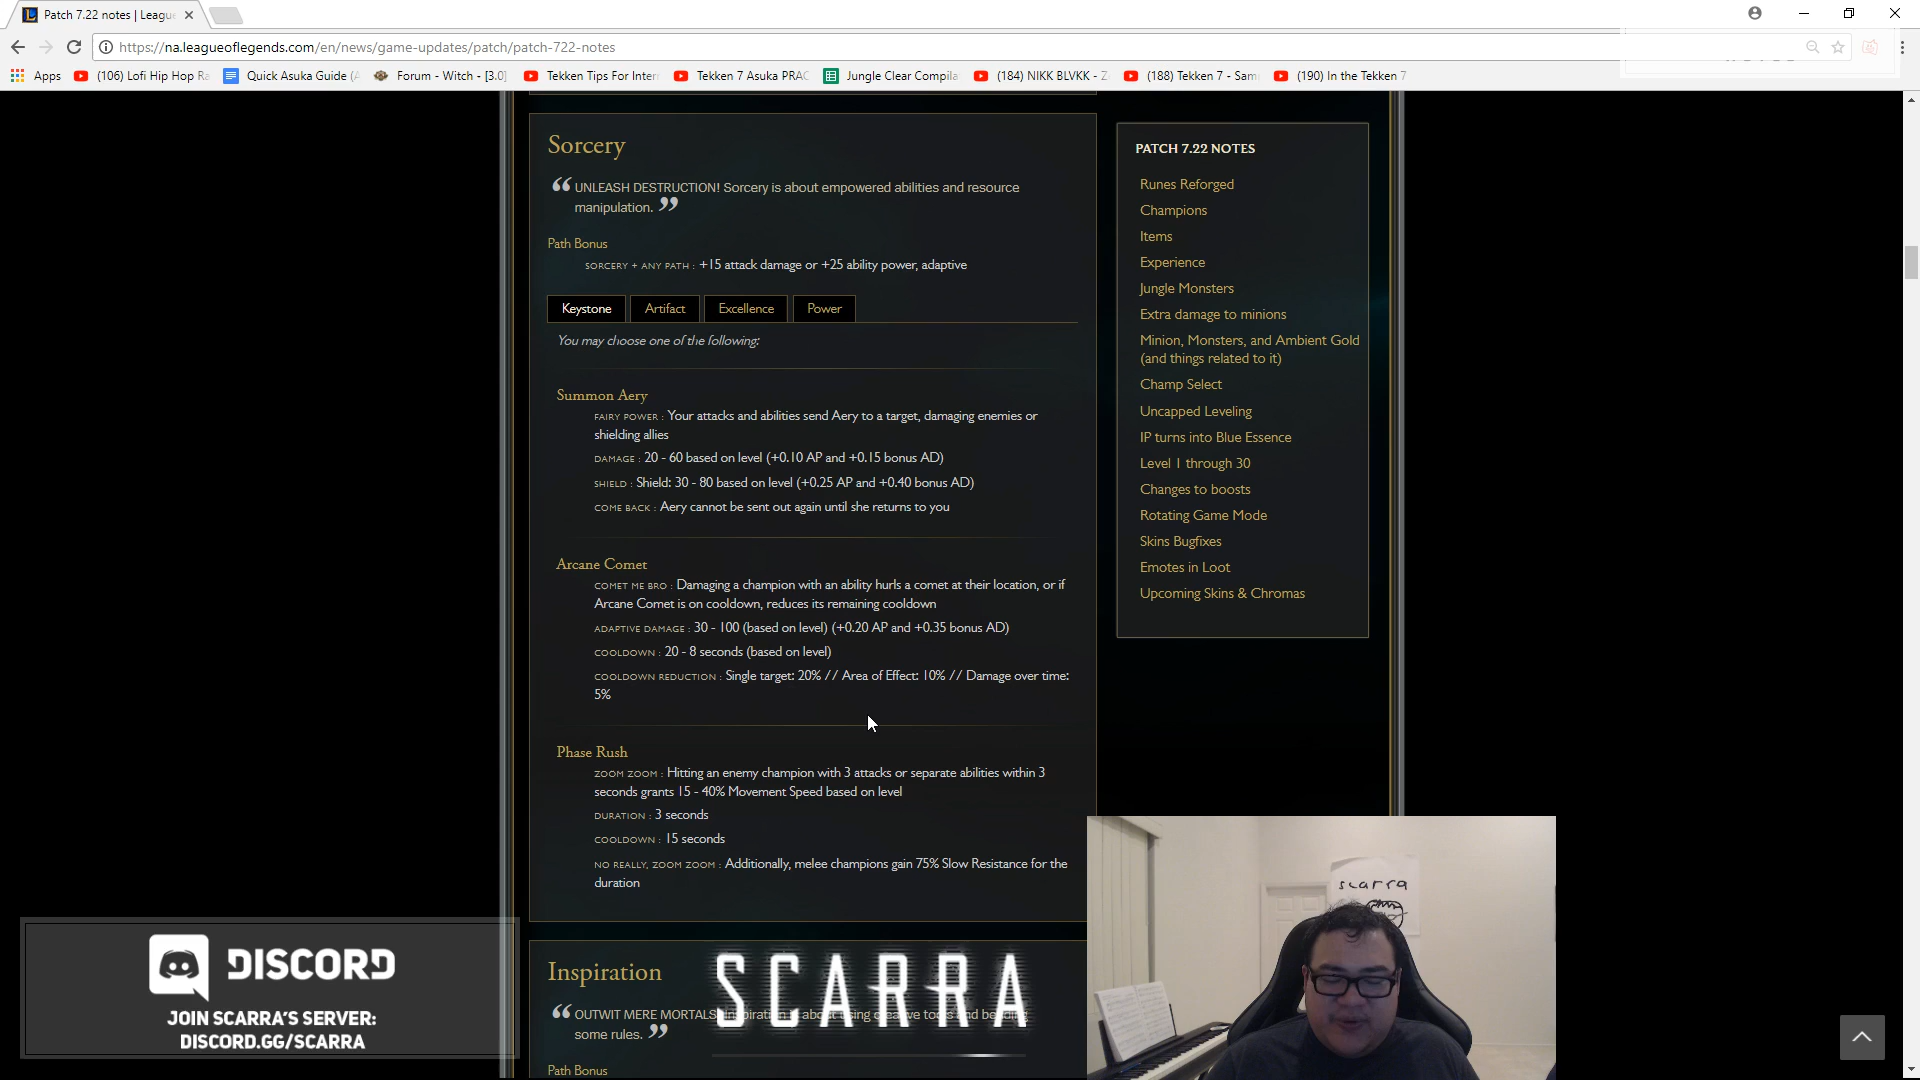 Patch 7.22 notes | Leagu
https://na.leagueoflegends.com/en/news/game-updates/patch/patch-722-notes
Apps
(106) Lofi Hip Hop Ra
Quick Asuka Guide (A
Forum - Witch - [3.0]
Tekken Tips For Inter
Tekken 7 Asuka PRAC
Jungle Clear Compila
(184) NIKK BLVKK - Z
(188) Tekken 7 - Sam
(190) In the Tekken 7
Sorcery
“ UNLEASH DESTRUCTION! Sorcery is about empowered abilities and resource
manipulation. ”
Path Bonus
SORCERY + ANY PATH : +15 attack damage or +25 ability power, adaptive
Keystone
Artifact
Excellence
Power
You may choose one of the following:
Summon Aery
FAIRY POWER : Your attacks and abilities send Aery to a target, damaging enemies or
shielding allies
DAMAGE : 20 - 60 based on level (+0.10 AP and +0.15 bonus AD)
SHIELD : Shield: 30 - 80 based on level (+0.25 AP and +0.40 bonus AD)
COME BACK : Aery cannot be sent out again until she returns to you
Arcane Comet
COMET ME BRO : Damaging a champion with an ability hurls a comet at their location, or if
Arcane Comet is on cooldown, reduces its remaining cooldown
ADAPTIVE DAMAGE : 30 - 100 (based on level) (+0.20 AP and +0.35 bonus AD)
COOLDOWN : 20 - 8 seconds (based on level)
COOLDOWN REDUCTION : Single target: 20% // Area of Effect: 10% // Damage over time:
5%
Phase Rush
ZOOM ZOOM : Hitting an enemy champion with 3 attacks or separate abilities within 3
seconds grants 15 - 40% Movement Speed based on level
DURATION : 3 seconds
COOLDOWN : 15 seconds
NO REALLY, ZOOM ZOOM : Additionally, melee champions gain 75% Slow Resistance for the
duration
Inspiration
“ OUTWIT MERE MORTALS! Inspiration is about using creative tools and bending
some rules. ”
Path Bonus
PATCH 7.22 NOTES
Runes Reforged
Champions
Items
Experience
Jungle Monsters
Extra damage to minions
Minion, Monsters, and Ambient Gold
(and things related to it)
Champ Select
Uncapped Leveling
IP turns into Blue Essence
Level 1 through 30
Changes to boosts
Rotating Game Mode
Skins Bugfixes
Emotes in Loot
Upcoming Skins & Chromas
DISCORD
JOIN SCARRA'S SERVER:
DISCORD.GG/SCARRA
SCARRA
scarra